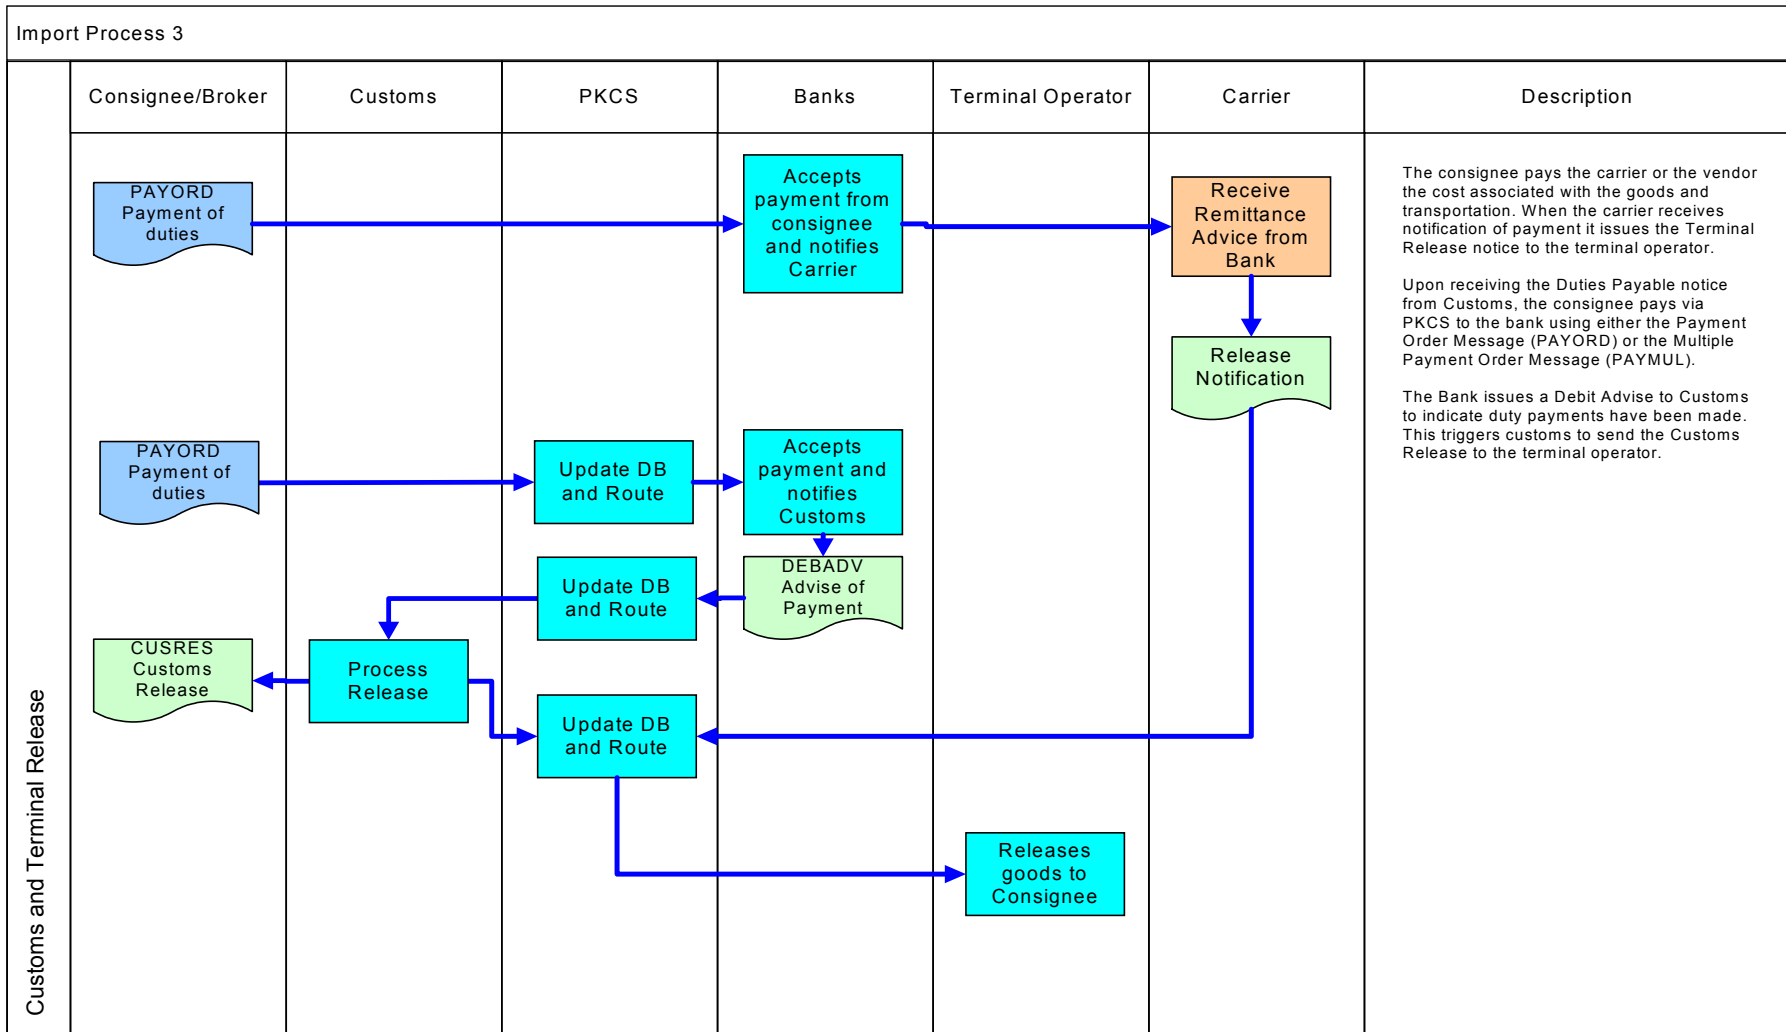 Import Process 3
Consignee/Broker
Customs
PKCS
Banks
Terminal Operator
Carrier
Description
Customs and Terminal Release
PAYORD
Payment of
duties
Accepts
payment from
consignee
and notifies
Carrier
Receive
Remittance
Advice from
Bank
Release
Notification
PAYORD
Payment of
duties
Update DB
and Route
Accepts
payment and
notifies
Customs
DEBADV
Advise of
Payment
Update DB
and Route
CUSRES
Customs
Release
Process
Release
Update DB
and Route
Releases
goods to
Consignee
The consignee pays the carrier or the vendor
the cost associated with the goods and
transportation. When the carrier receives
notification of payment it issues the Terminal
Release notice to the terminal operator.
Upon receiving the Duties Payable notice
from Customs, the consignee pays via
PKCS to the bank using either the Payment
Order Message (PAYORD) or the Multiple
Payment Order Message (PAYMUL).
The Bank issues a Debit Advise to Customs
to indicate duty payments have been made.
This triggers customs to send the Customs
Release to the terminal operator.